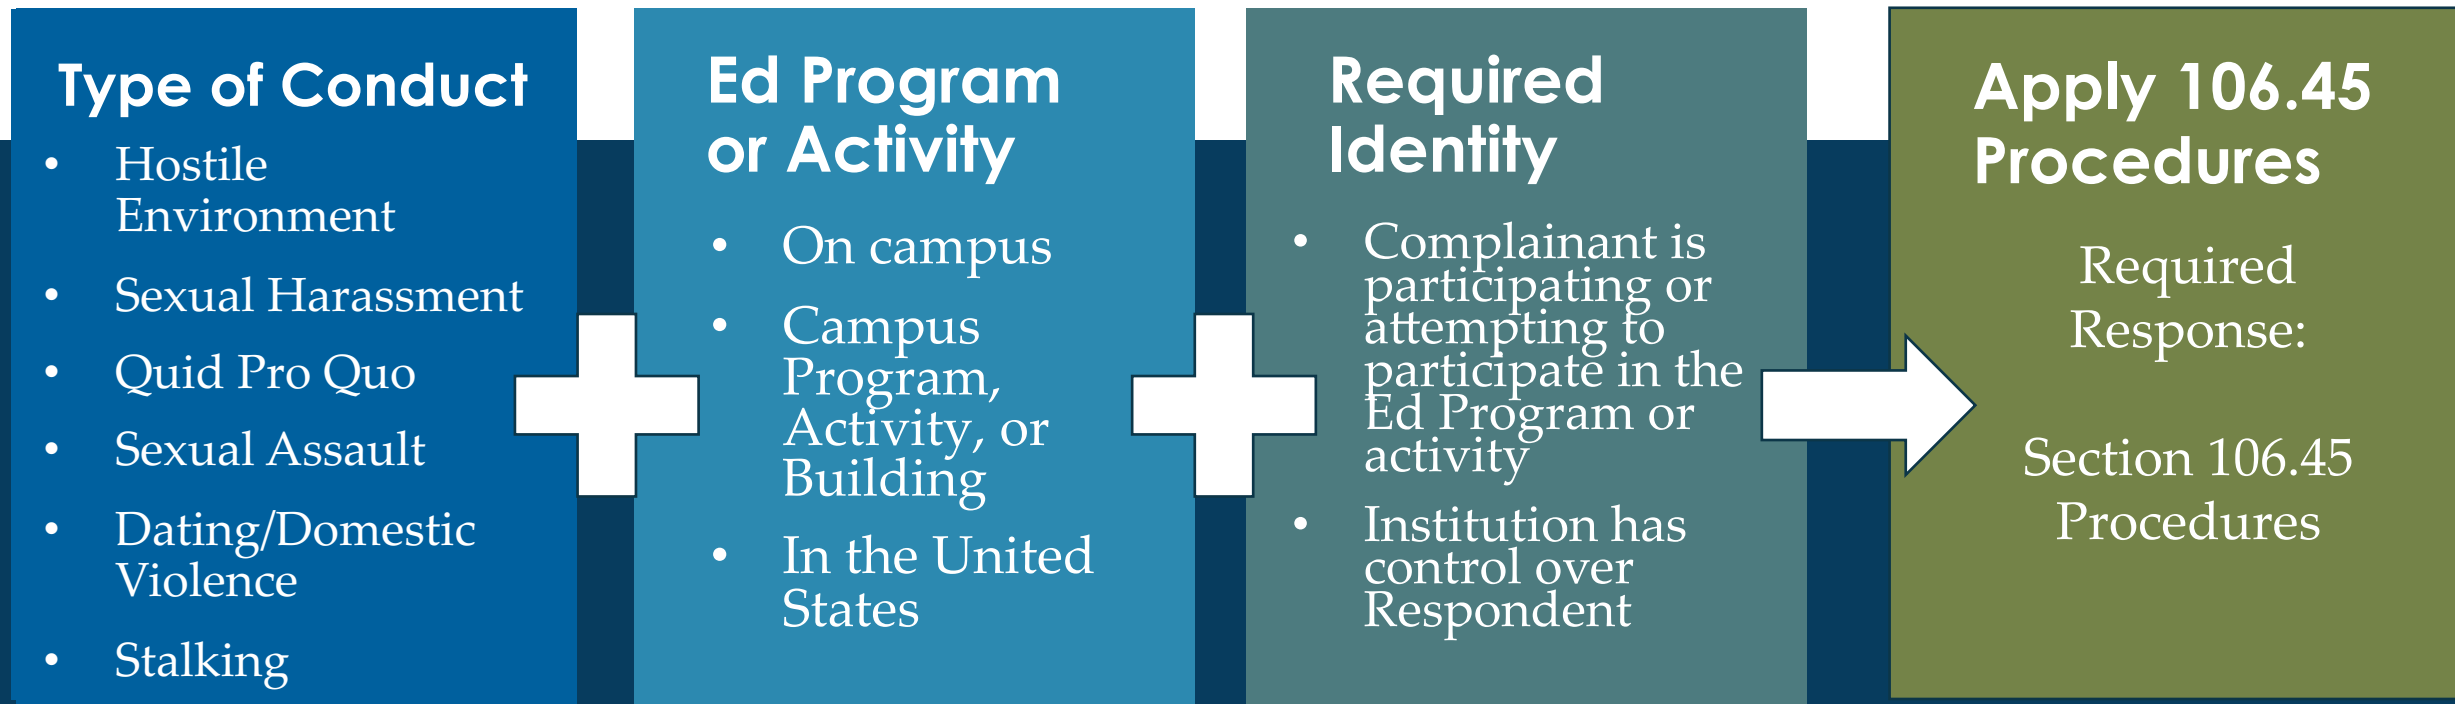 Type of Conduct
• Hostile
Environment
• Sexual Harassment
• Quid Pro Quo
• Sexual Assault
• Dating/Domestic
Violence
• Stalking
Ed Program
or Activity
• On campus
• Campus
Program,
Activity, or
Building
• In the United
States
Required
Identity
• Complainant is
participating or
attempting to
participate in the
Ed Program or
activity
• Institution has
control over
Respondent
Apply 106.45
Procedures
Required
Response:
Section 106.45
Procedures